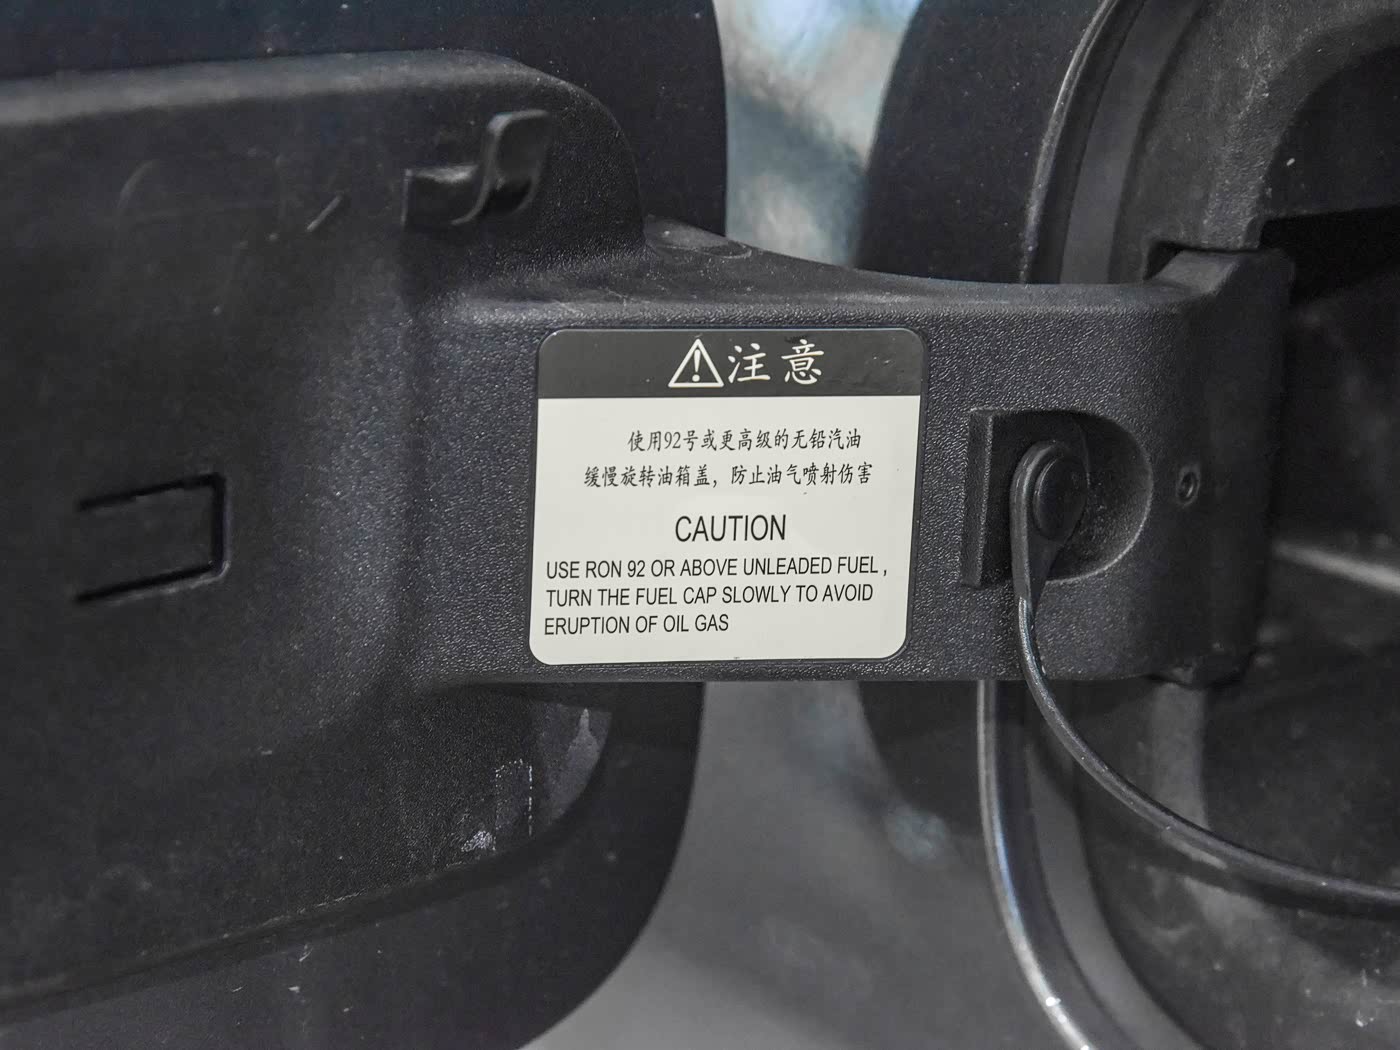 注意
使用92号或更高级的无铅汽油
缓慢旋转油箱盖，防止油气喷射伤害
CAUTION
USE RON 92 OR ABOVE UNLEADED FUEL ,
TURN THE FUEL CAP SLOWLY TO AVOID
ERUPTION OF OIL GAS